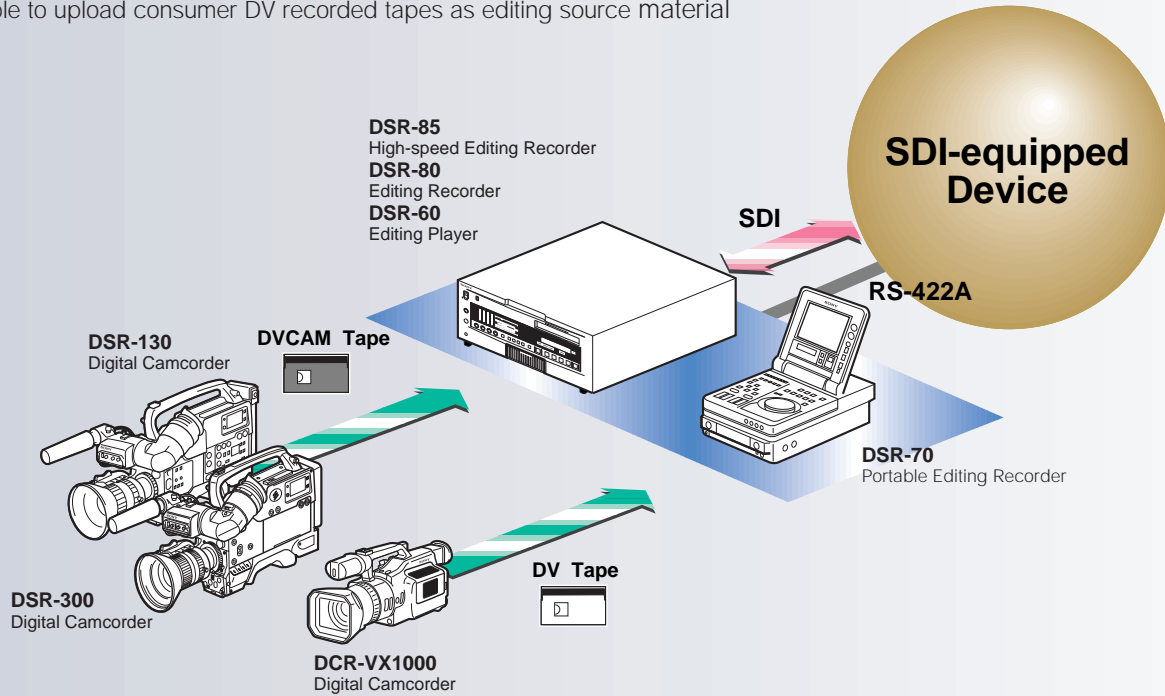 to upload consumer DV recorded tapes as editing source material
DSR-85
High-speed Editing Recorder
DSR-80
Editing Recorder
DSR-60
Editing Player
SDI-equipped
Device
SDI
RS-422A
DSR-130
Digital Camcorder
DVCAM Tape
DSR-70
Portable Editing Recorder
DV Tape
DSR-300
Digital Camcorder
DCR-VX1000
Digital Camcorder
SONY